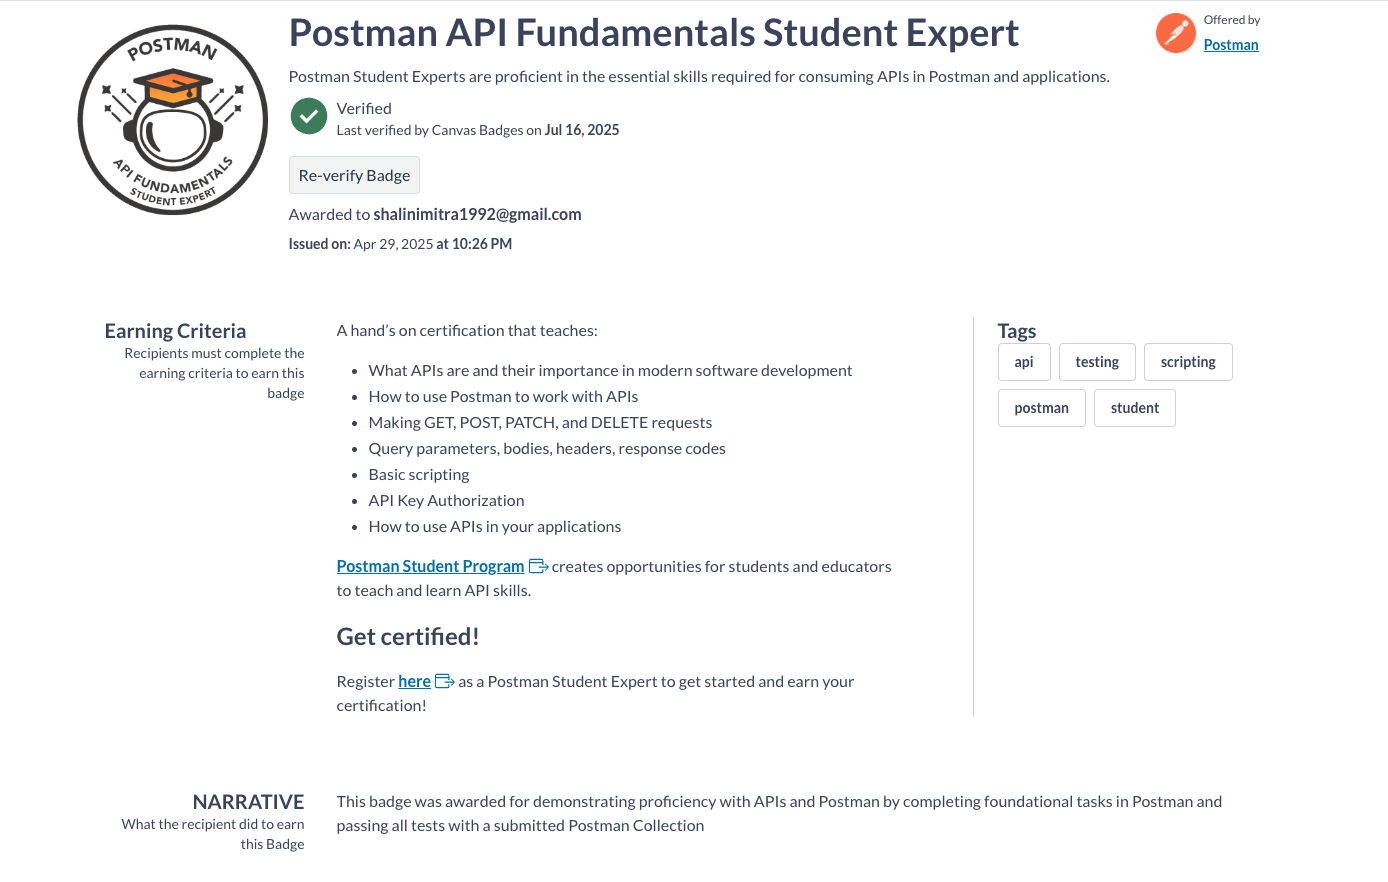 POSTMAN
API FUNDAMENTALS
STUDENT EXPERT
Postman API Fundamentals Student Expert
Offered by
Postman
Postman Student Experts are proficient in the essential skills required for consuming APIs in Postman and applications.
Verified
Last verified by Canvas Badges on Jul 16, 2025
Re-verify Badge
Awarded to shalinimitra1992@gmail.com
Issued on: Apr 29, 2025 at 10:26 PM
Earning Criteria
Recipients must complete the
earning criteria to earn this
badge
A hand's on certification that teaches:
• What APIs are and their importance in modern software development
• How to use Postman to work with APIs
• Making GET, POST, PATCH, and DELETE requests
• Query parameters, bodies, headers, response codes
• Basic scripting
• API Key Authorization
• How to use APIs in your applications
Postman Student Program creates opportunities for students and educators
to teach and learn API skills.
Get certified!
Register here as a Postman Student Expert to get started and earn your
certification!
Tags
api testing scripting
postman student
NARRATIVE
What the recipient did to earn
this Badge
This badge was awarded for demonstrating proficiency with APIs and Postman by completing foundational tasks in Postman and
passing all tests with a submitted Postman Collection